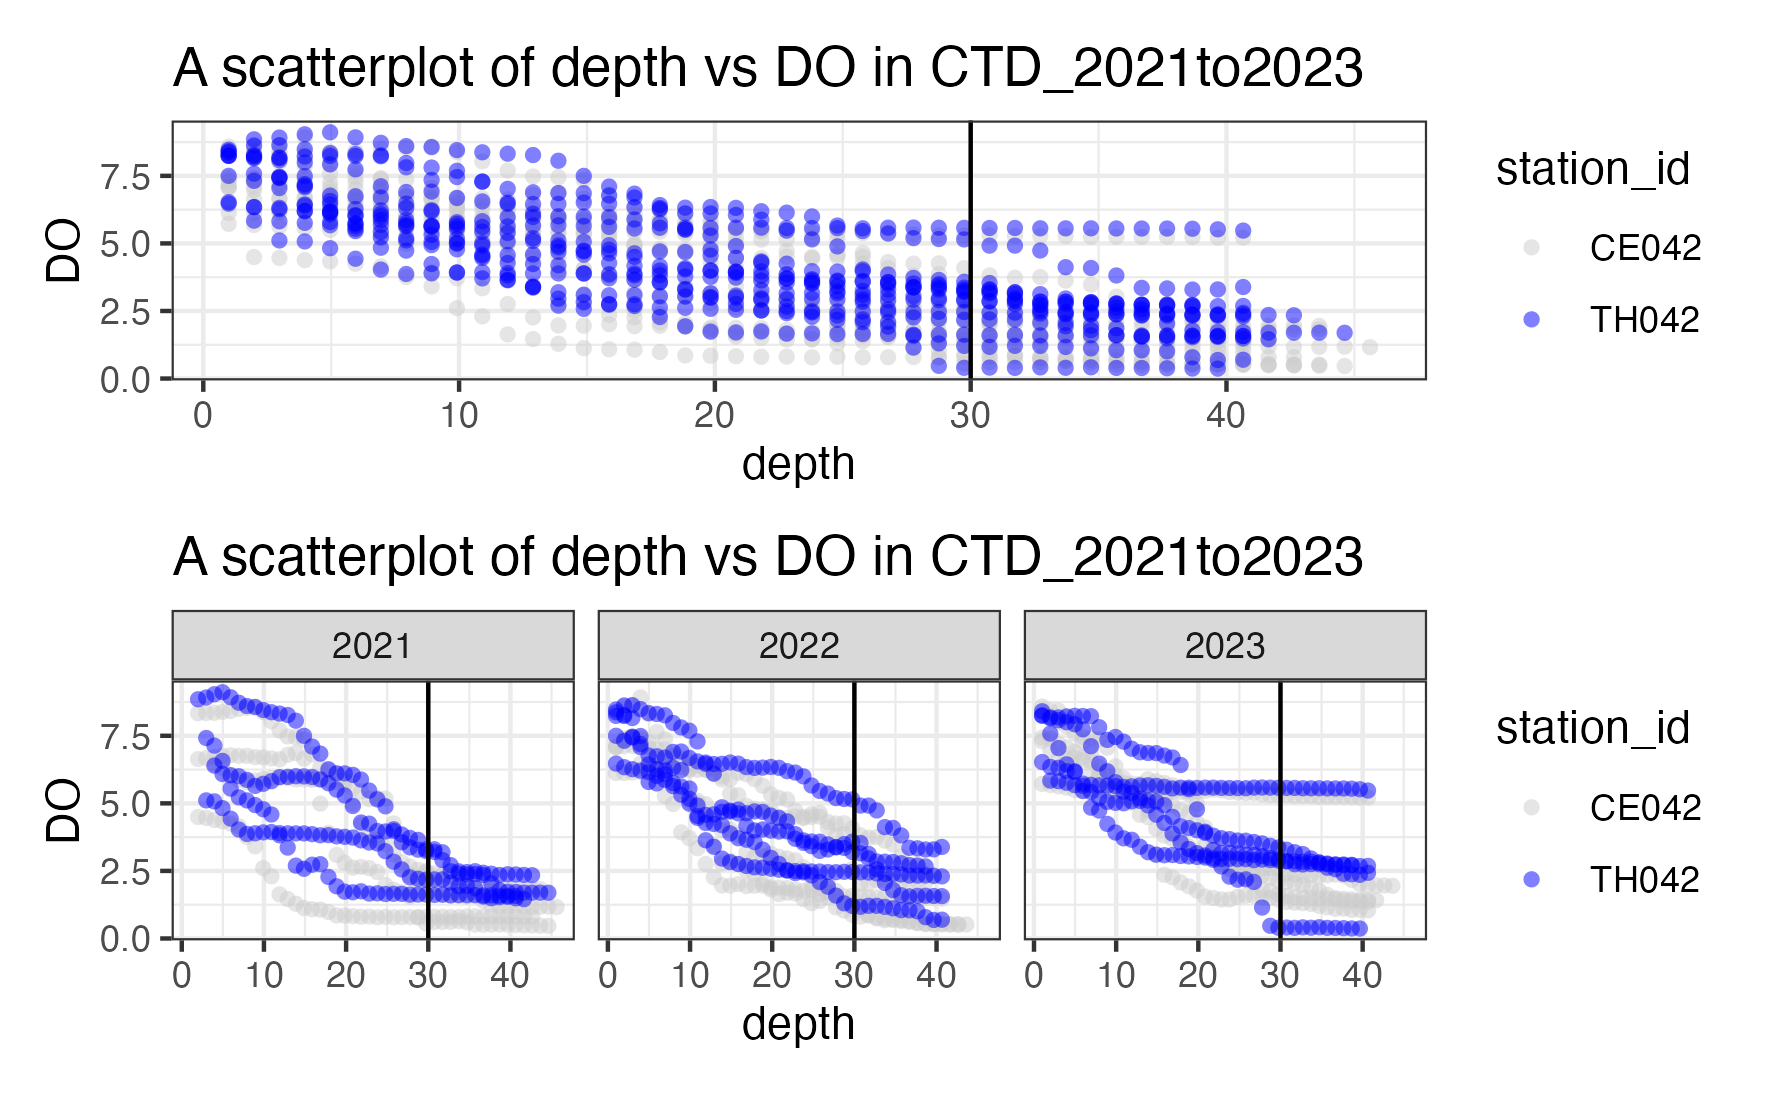 A scatterplot of depth vs DO in CTD_2021to2023
DO
7.5
5.0
2.5
0.0
0 10 20 30 40
depth
station_id
CE042
TH042
A scatterplot of depth vs DO in CTD_2021to2023
2021 2022 2023
DO
7.5
5.0
2.5
0.0
0 10 20 30 40 0 10 20 30 40 0 10 20 30 40
depth
station_id
CE042
TH042